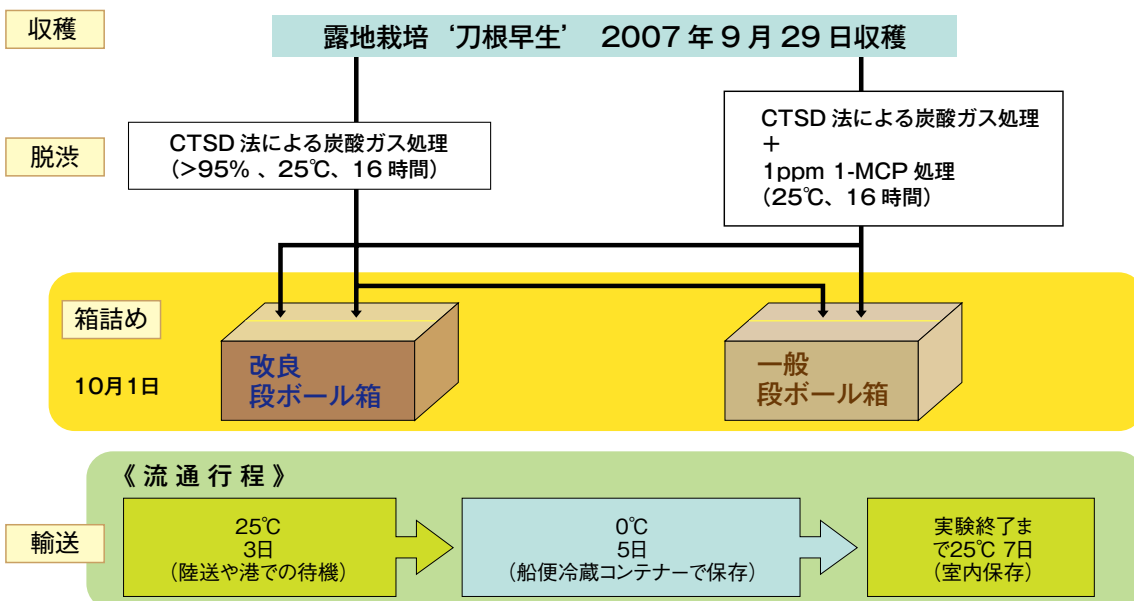 収穫
露地栽培 ‘刀根早生’ 2007年9月29日収穫
脱渋
CTSD法による炭酸ガス処理
(>95%、25℃、16時間)
CTSD法による炭酸ガス処理
+
1ppm 1-MCP処理
(25℃、16時間)
箱詰め
10月1日
改良
段ボール箱
一般
段ボール箱
《流通行程》
輸送
25℃
3日
(陸送や港での待機)
0℃
5日
(船便冷蔵コンテナーで保存)
実験終了ま
で25℃ 7日
(室内保存)